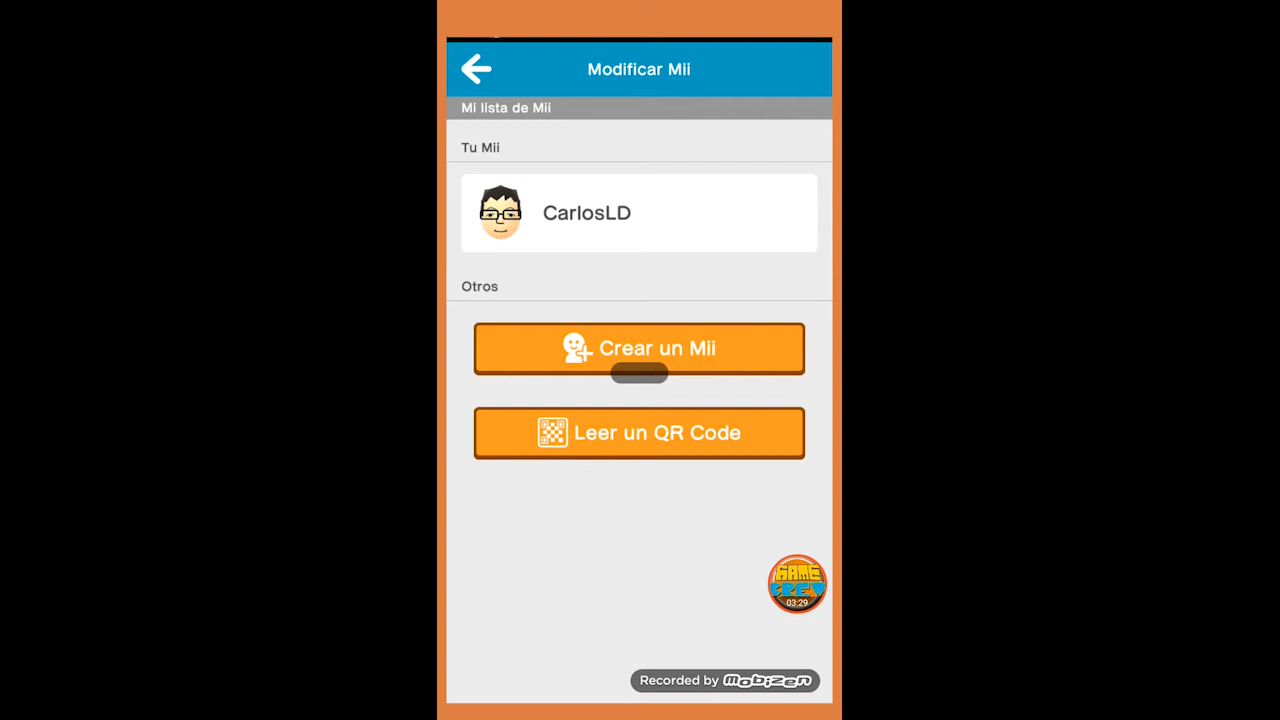 Modificar Mii
Mi lista de Mii
Tu Mii
CarlosLD
Otros
Crear un Mii
Leer un QR Code
GAME
CREW
03:29
Recorded by mobizen